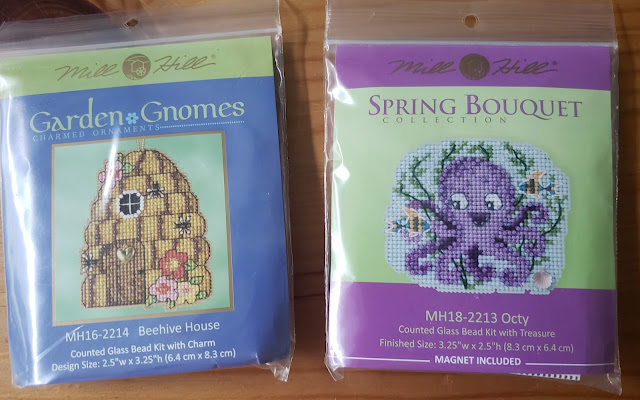 Mill Hill
Garden Gnomes
CHARMED ORNAMENTS
MH16-2214 Beehive House
Counted Glass Bead Kit with Charm
Design Size: 2.5"w x 3.25"h (6.4 cm x 8.3 cm)
Mill Hill
SPRING BOUQUET
COLLECTION
MH18-2213 Octy
Counted Glass Bead Kit with Treasure
Finished Size: 3.25"w x 2.5"h (8.3 cm x 6.4 cm)
MAGNET INCLUDED